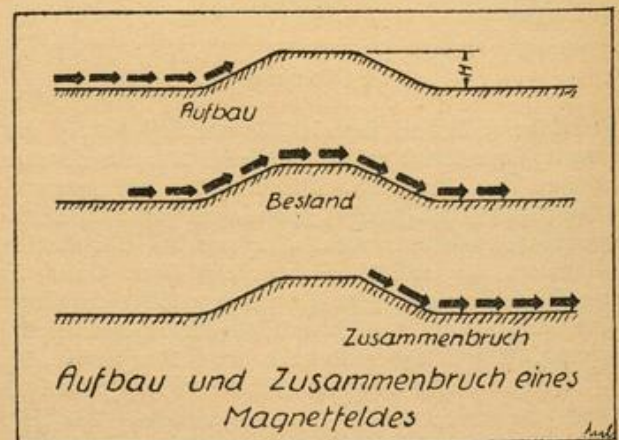 H
Aufbau
Bestand
Zusammenbruch
Aufbau und Zusammenbruch eines
Magnetfeldes